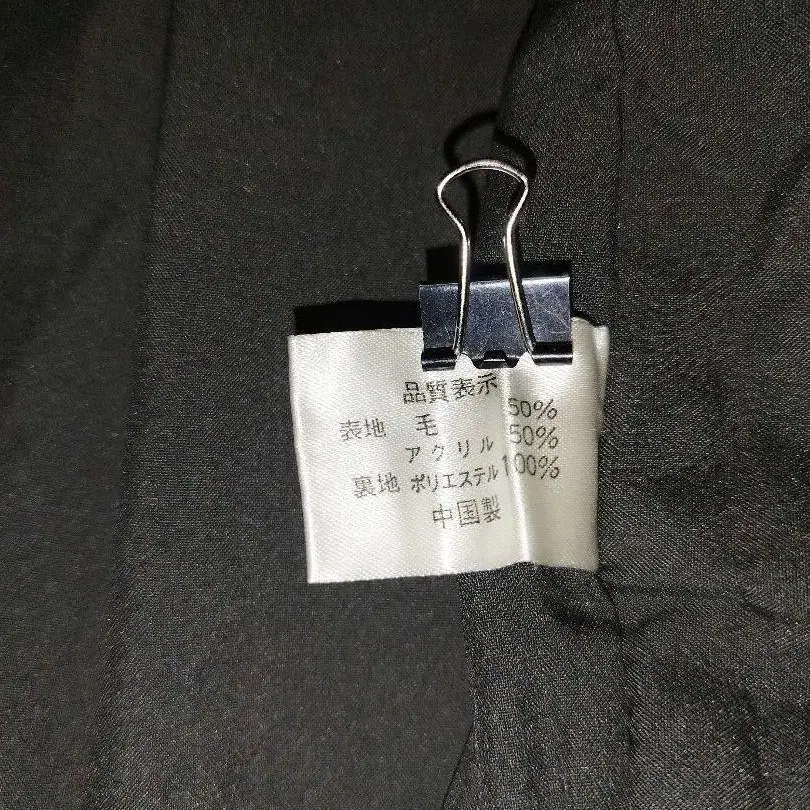 品質表示
表地 毛 50%
アクリル 50%
裏地 ポリエステル 100%
中国製